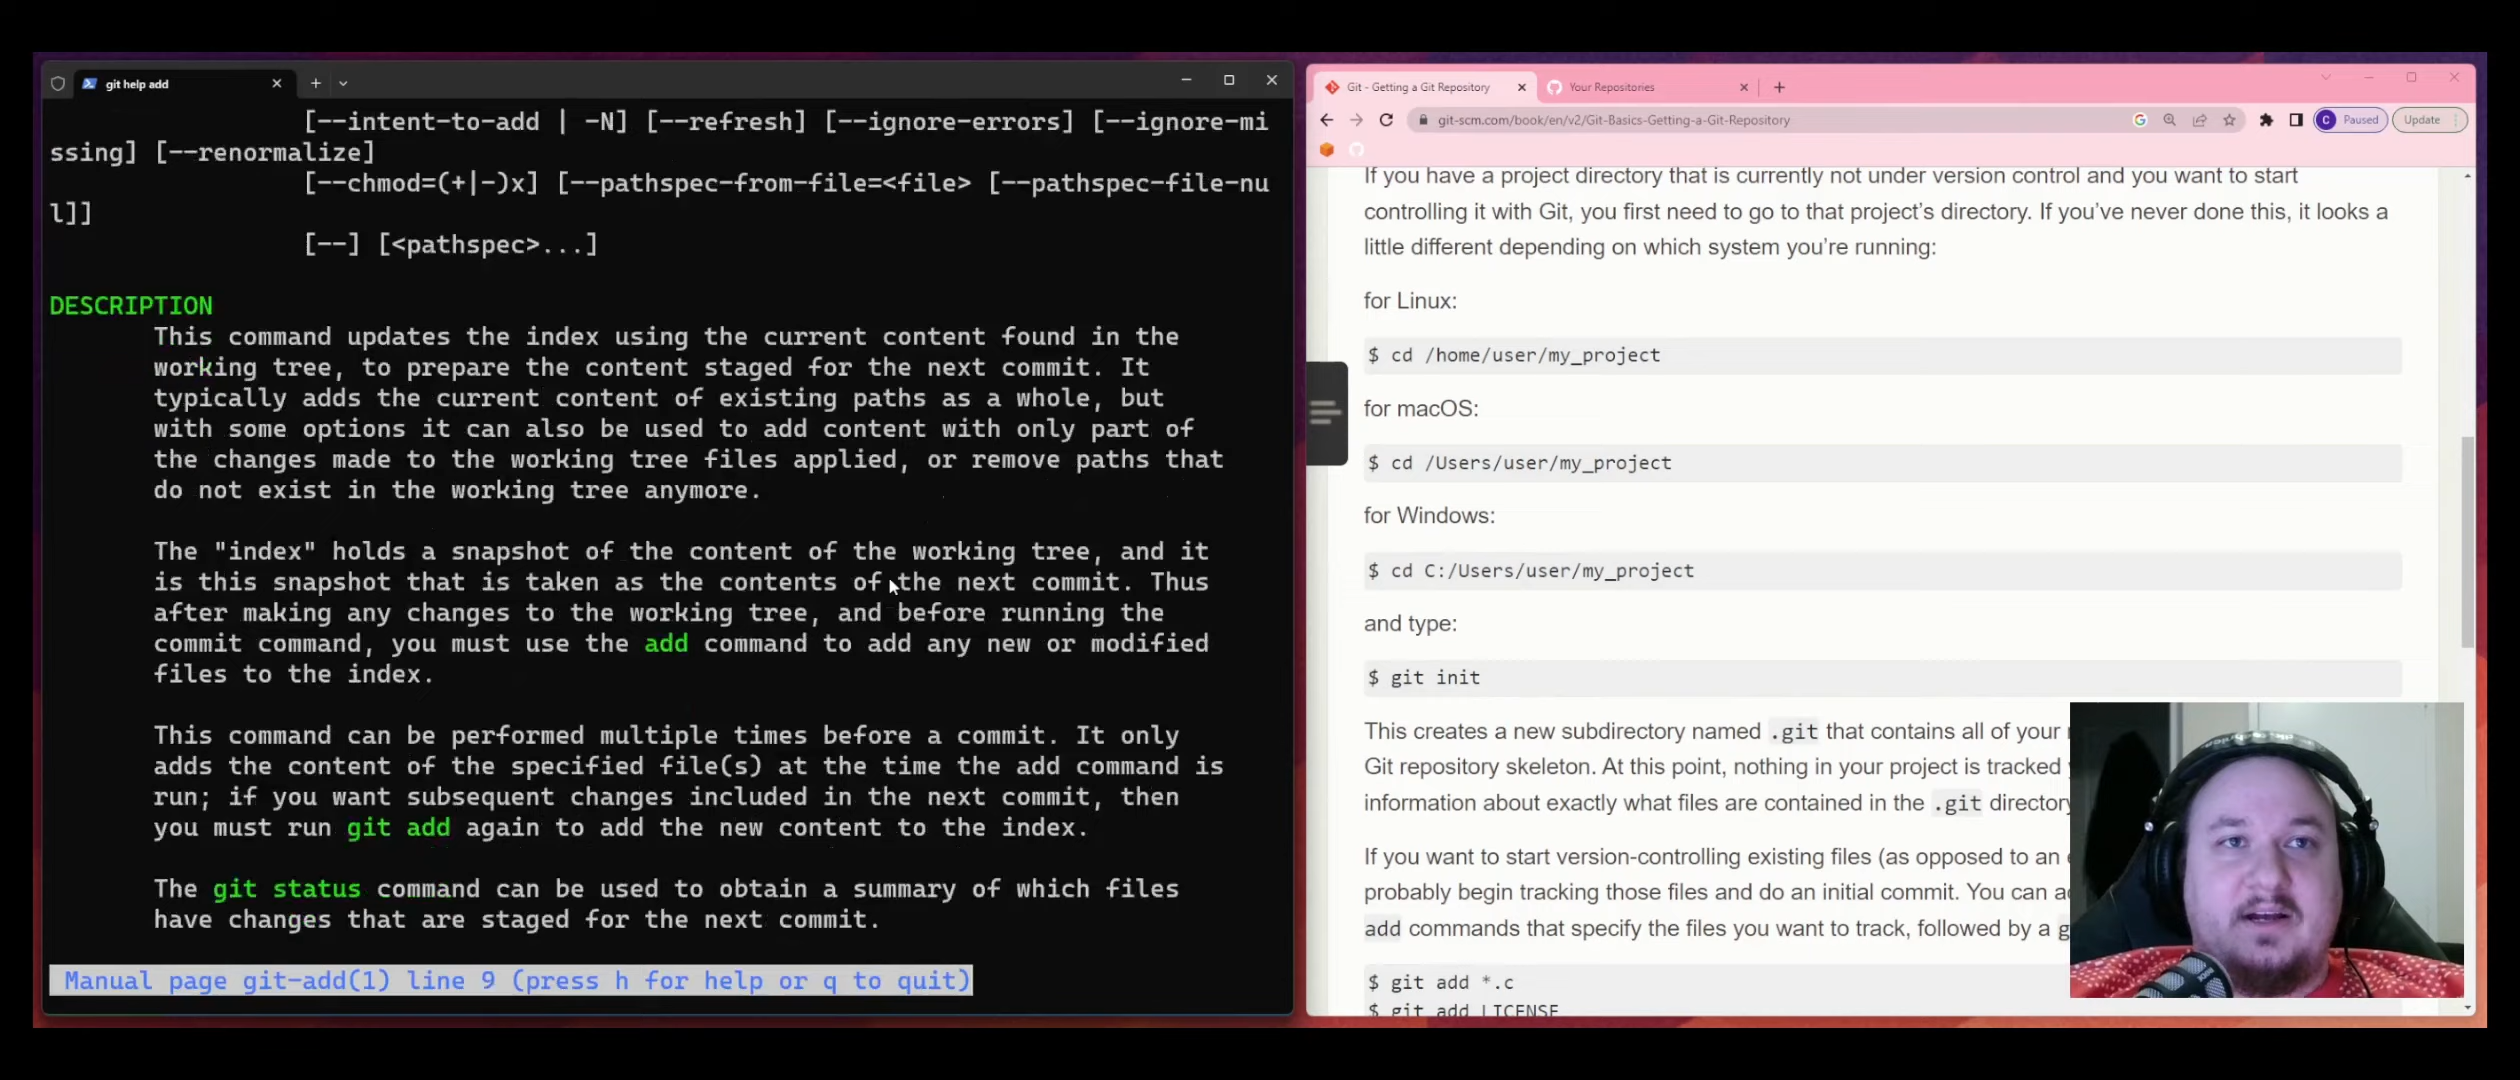 git help add
[--intent-to-add | -N] [--refresh] [--ignore-errors] [--ignore-mi
ssing] [--renormalize]
[--chmod=(+|-)x] [--pathspec-from-file=<file> [--pathspec-file-nu
l]]
[--] [<pathspec>...]
DESCRIPTION
This command updates the index using the current content found in the
working tree, to prepare the content staged for the next commit. It
typically adds the current content of existing paths as a whole, but
with some options it can also be used to add content with only part of
the changes made to the working tree files applied, or remove paths that
do not exist in the working tree anymore.
The "index" holds a snapshot of the content of the working tree, and it
is this snapshot that is taken as the contents of the next commit. Thus
after making any changes to the working tree, and before running the
commit command, you must use the add command to add any new or modified
files to the index.
This command can be performed multiple times before a commit. It only
adds the content of the specified file(s) at the time the add command is
run; if you want subsequent changes included in the next commit, then
you must run git add again to add the new content to the index.
The git status command can be used to obtain a summary of which files
have changes that are staged for the next commit.
Manual page git-add(1) line 9 (press h for help or q to quit)
Git - Getting a Git Repository
Your Repositories
git-scm.com/book/en/v2/Git-Basics-Getting-a-Git-Repository
C Paused
Update
If you have a project directory that is currently not under version control and you want to start
controlling it with Git, you first need to go to that project's directory. If you've never done this, it looks a
little different depending on which system you're running:
for Linux:
$ cd /home/user/my_project
for macOS:
$ cd /Users/user/my_project
for Windows:
$ cd C:/Users/user/my_project
and type:
$ git init
This creates a new subdirectory named .git that contains all of your
Git repository skeleton. At this point, nothing in your project is tracked
information about exactly what files are contained in the .git directory
If you want to start version-controlling existing files (as opposed to an
probably begin tracking those files and do an initial commit. You can
add commands that specify the files you want to track, followed by a
$ git add *.c
$ git add LICENSE